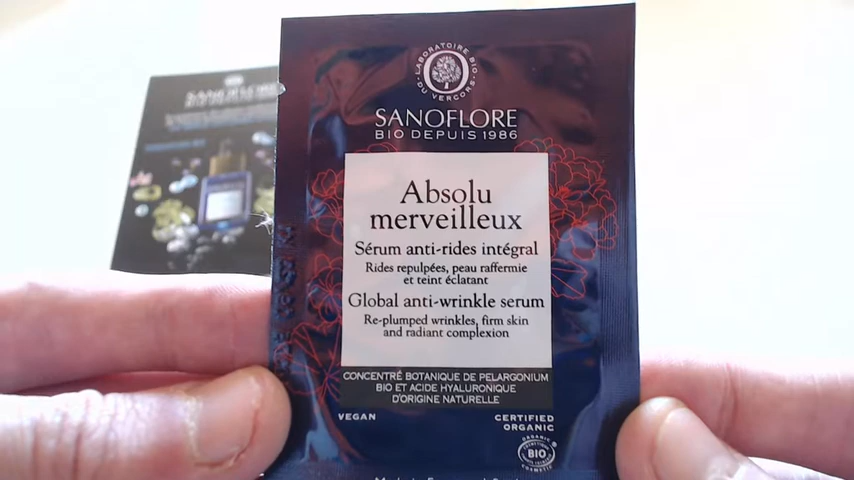 LABORATOIRE BIO
DU VERCORS
SANOFLORE
BIO DEPUIS 1986
Absolu
merveilleux
Sérum anti-rides intégral
Rides repulpées, peau raffermie
et teint éclatant
Global anti-wrinkle serum
Re-plumped wrinkles, firm skin
and radiant complexion
CONCENTRÉ BOTANIQUE DE PELARGONIUM
BIO ET ACIDE HYALURONIQUE
D'ORIGINE NATURELLE
VEGAN
CERTIFIED
ORGANIC
BIO
SANOFLORE